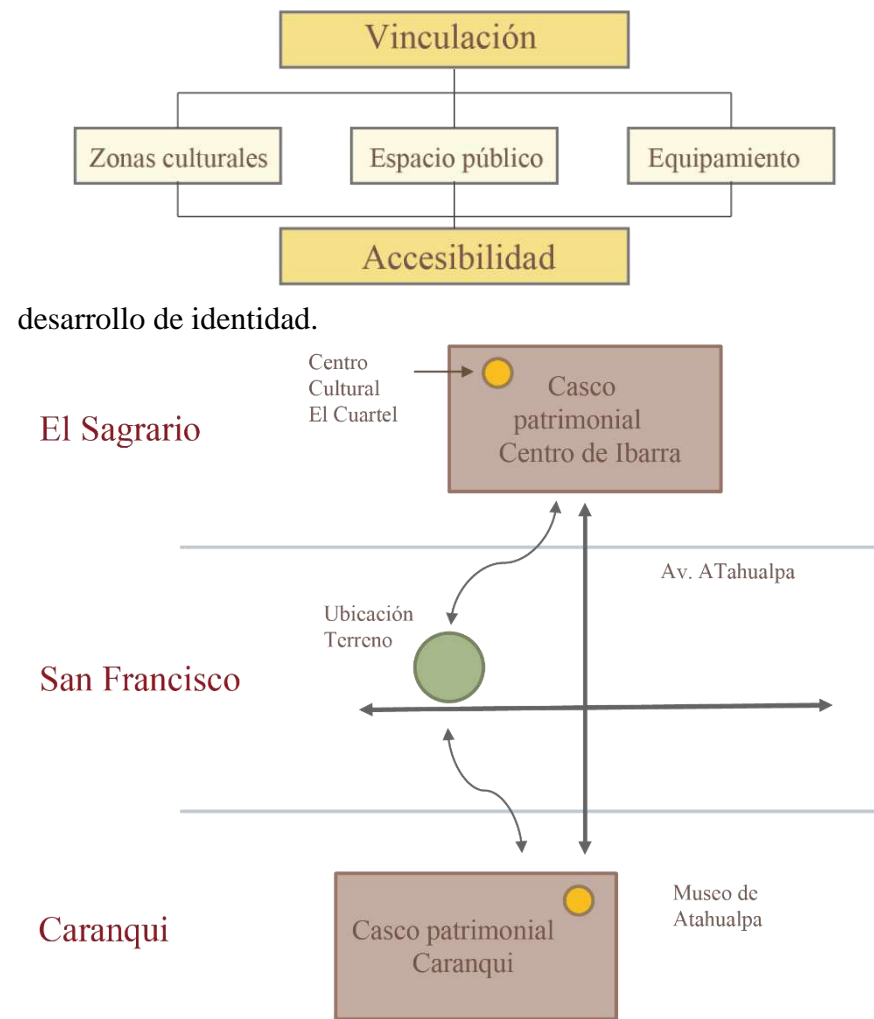 Vinculación
Zonas culturales
Espacio público
Equipamiento
Accesibilidad
desarrollo de identidad.
Centro
Cultural
El Cuartel
El Sagrario
Casco
patrimonial
Centro de Ibarra
Av. ATahualpa
Ubicación
Terreno
San Francisco
Caranqui
Casco patrimonial
Caranqui
Museo de
Atahualpa